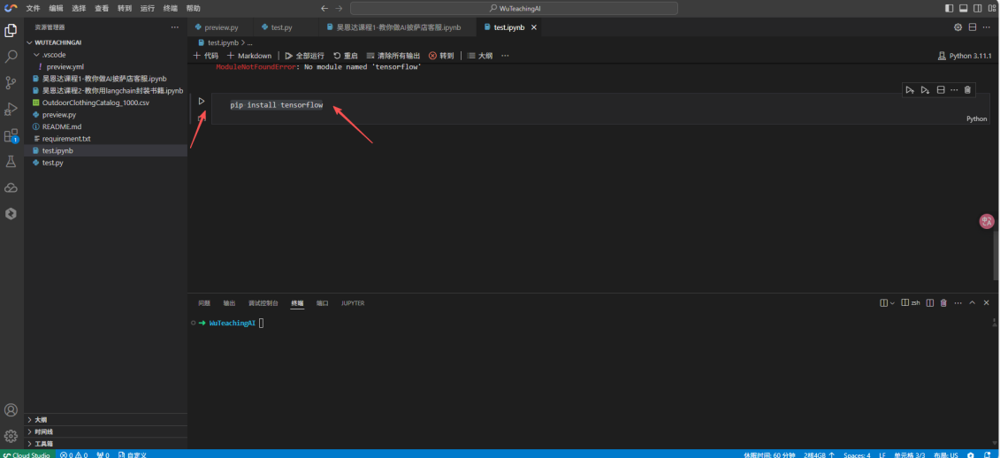 文件 编辑 选择 查看 转到 运行 终端 帮助
WuTeachingAI
资源管理器
preview.py
test.py
吴恩达课程1-教你做AI披萨店客服.ipynb
test.ipynb
WUTEACHINGAI
.vscode
preview.yml
吴恩达课程1-教你做AI披萨店客服.ipynb
吴恩达课程2-教你用langchain封装书籍.ipynb
OutdoorClothingCatalog_1000.csv
preview.py
README.md
requirement.txt
test.ipynb
test.py
大纲
时间线
工具箱
test.ipynb > ...
+ 代码 + Markdown | 全部运行 重启 清除所有输出 转到 | 大纲 ...
Python 3.11.1
ModuleNotFoundError: No module named 'tensorflow'
pip install tensorflow
Python
问题 输出 调试控制台 终端 端口 JUPYTER
zsh
WuTeachingAI
Cloud Studio 0 0 0 自定义
休眠时间: 60 分钟 2核4GB Spaces: 4 LF 单元格 3/3 布局: US